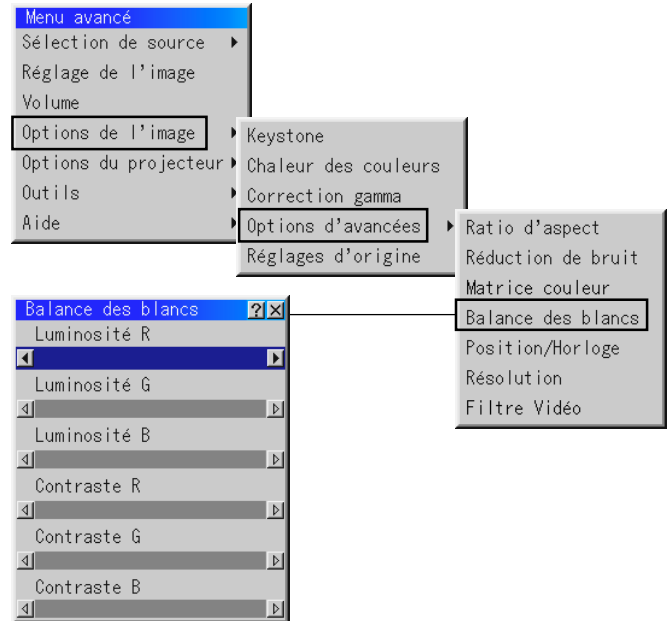 Menu avancé
Sélection de source
Réglage de l'image
Volume
Options de l'image
Options du projecteur
Outils
Aide
Keystone
Chaleur des couleurs
Correction gamma
Options d'avancées
Réglages d'origine
Ratio d'aspect
Réduction de bruit
Matrice couleur
Balance des blancs
Position/Horloge
Résolution
Filtre Vidéo
Balance des blancs
Luminosité R
Luminosité G
Luminosité B
Contraste R
Contraste G
Contraste B